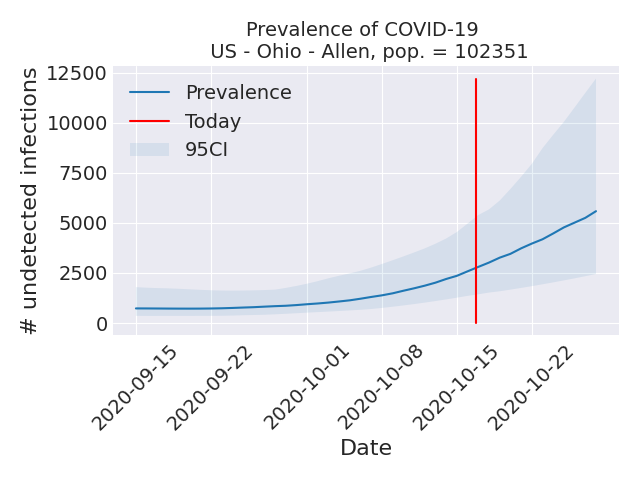 Prevalence of COVID-19
US - Ohio - Allen, pop. = 102351
# undetected infections
12500
10000
7500
5000
2500
0
Prevalence
Today
95CI
2020-09-15
2020-09-22
2020-10-01
2020-10-08
2020-10-15
2020-10-22
Date